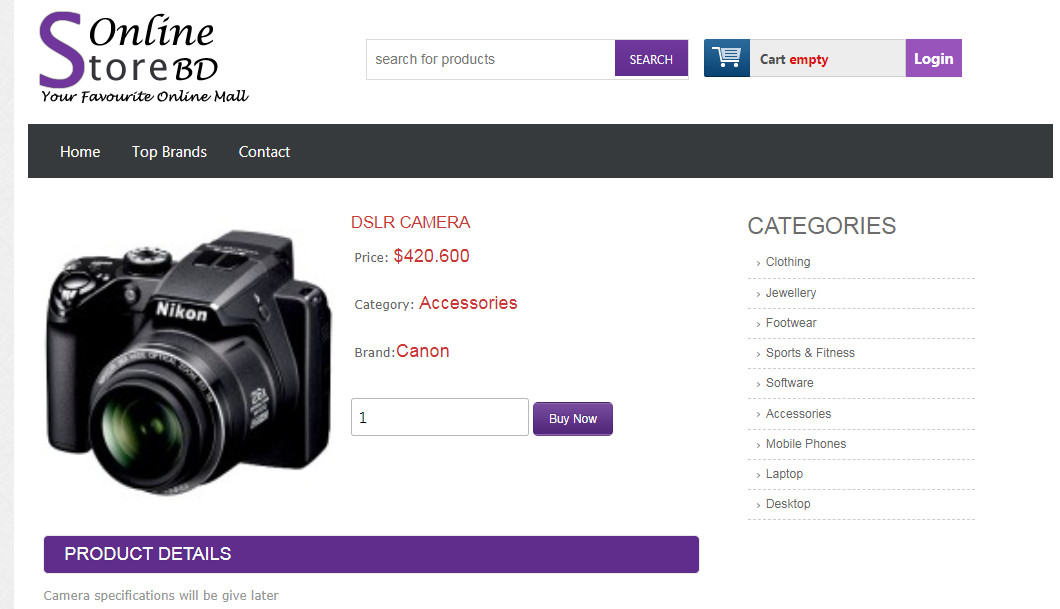 Online
Store BD
Your Favourite Online Mall
search for products
SEARCH
Cart empty
Login
Home
Top Brands
Contact
DSLR CAMERA
Price: $420.600
Category: Accessories
Brand:Canon
1
Buy Now
Nikon
26x
CATEGORIES
› Clothing
› Jewellery
› Footwear
› Sports & Fitness
› Software
› Accessories
› Mobile Phones
› Laptop
› Desktop
PRODUCT DETAILS
Camera specifications will be give later